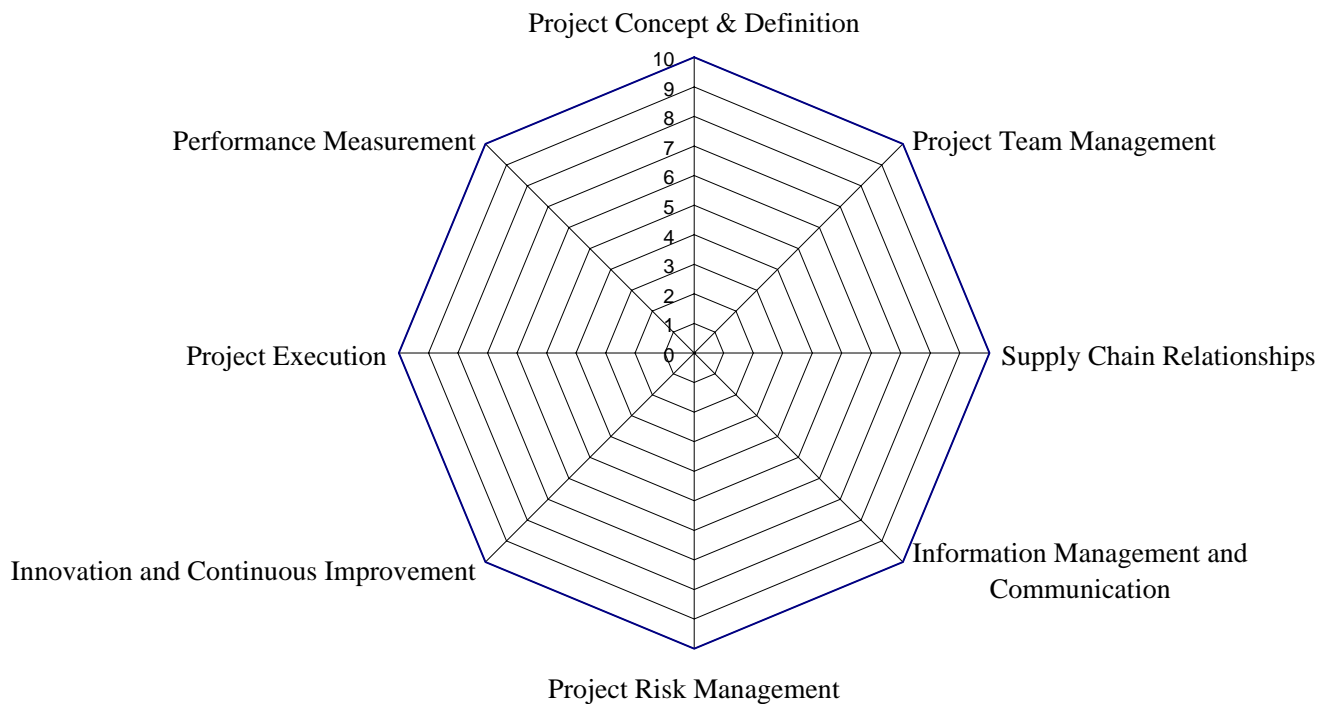 Project Concept & Definition
10
9
8
7
6
5
4
3
2
1
0
Performance Measurement
Project Team Management
Project Execution
Supply Chain Relationships
Innovation and Continuous Improvement
Information Management and
Communication
Project Risk Management